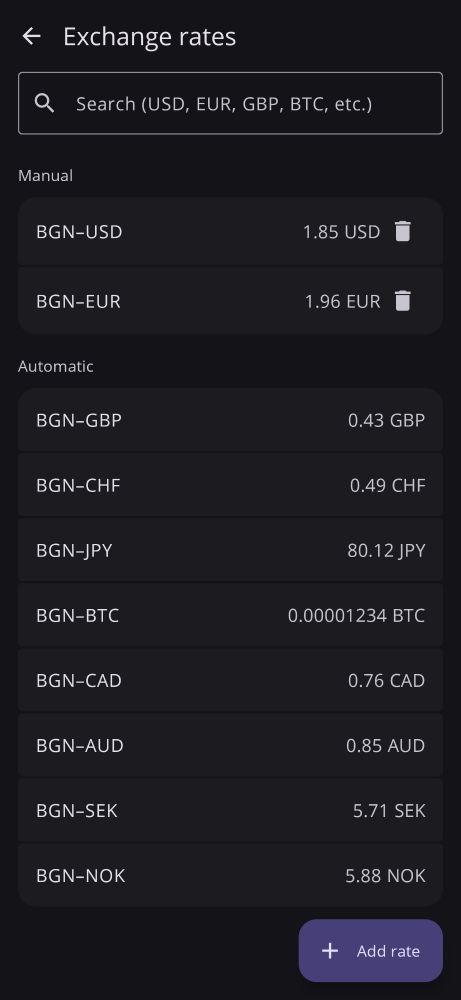 Exchange rates
Search (USD, EUR, GBP, BTC, etc.)
Manual
BGN–USD 1.85 USD
BGN–EUR 1.96 EUR
Automatic
BGN–GBP 0.43 GBP
BGN–CHF 0.49 CHF
BGN–JPY 80.12 JPY
BGN–BTC 0.00001234 BTC
BGN–CAD 0.76 CAD
BGN–AUD 0.85 AUD
BGN–SEK 5.71 SEK
BGN–NOK 5.88 NOK
Add rate